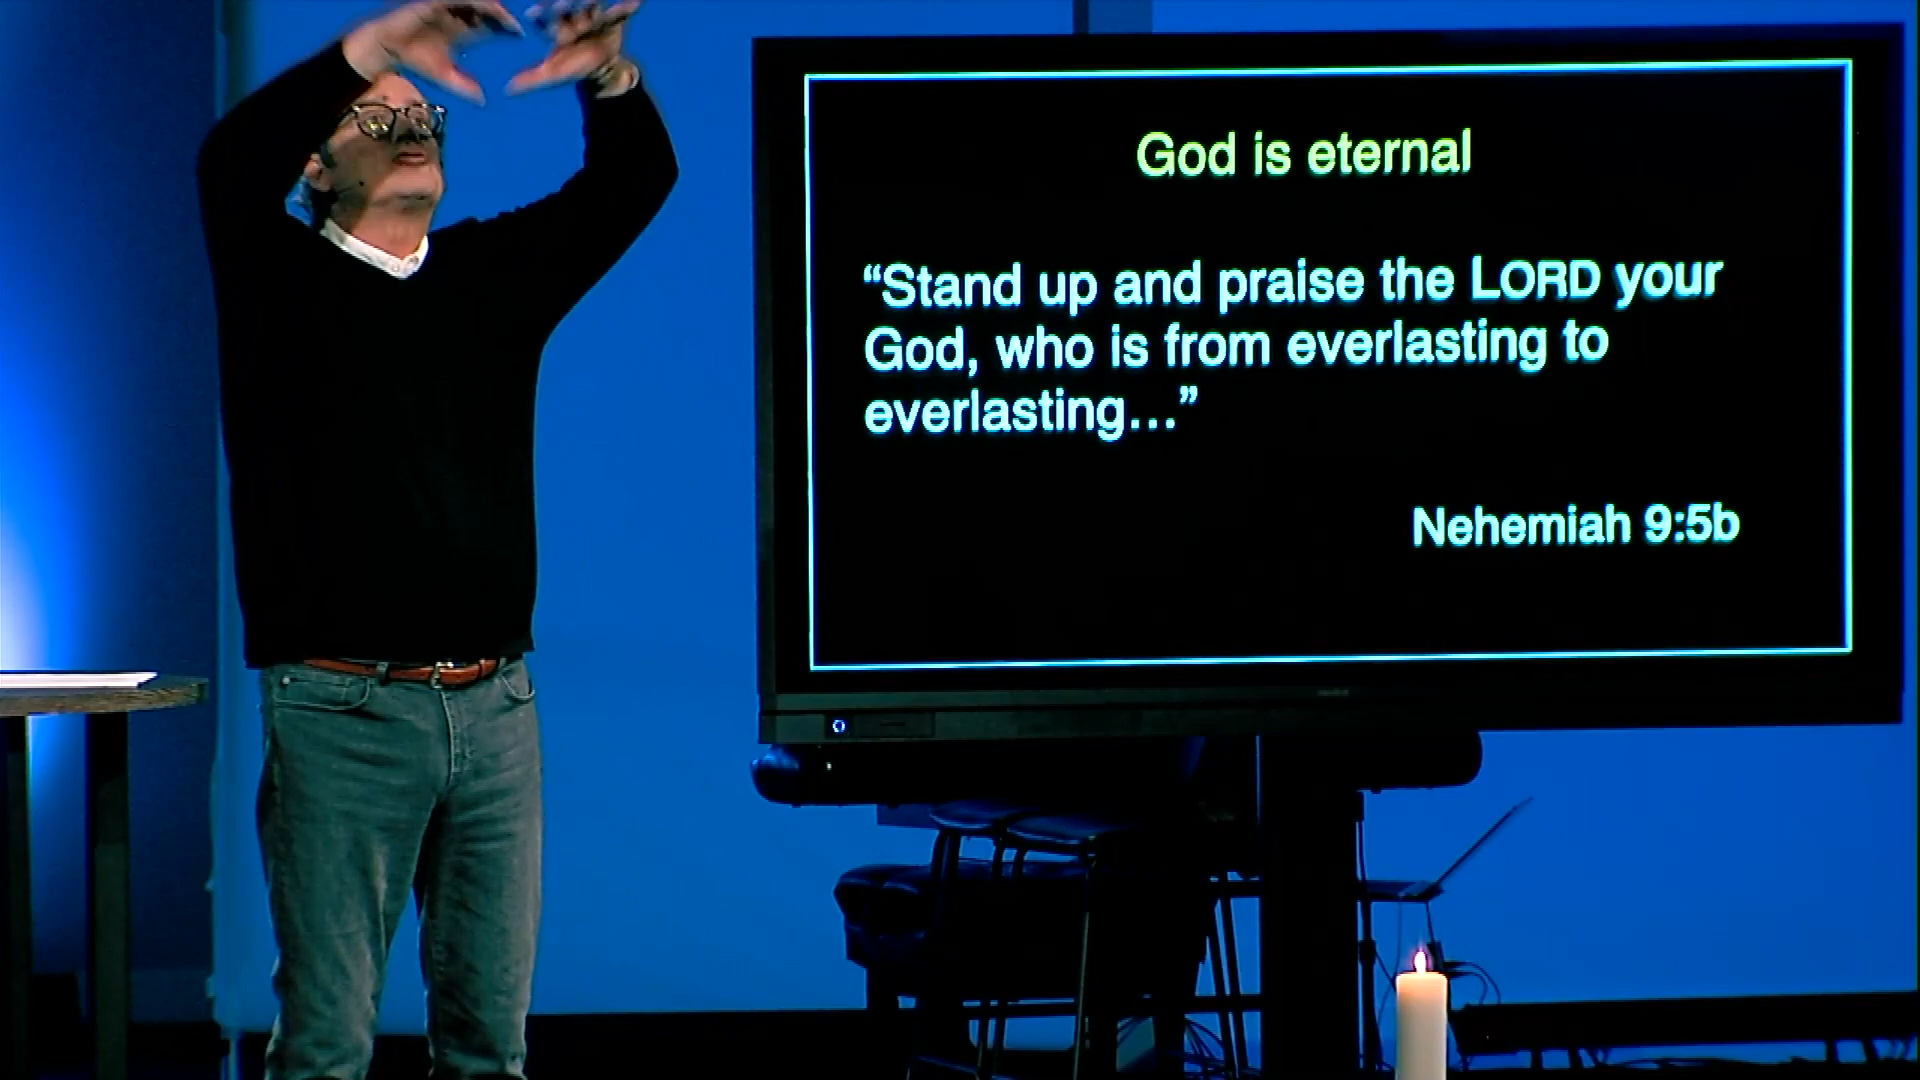 God is eternal
“Stand up and praise the LORD your
God, who is from everlasting to
everlasting…”
Nehemiah 9:5b